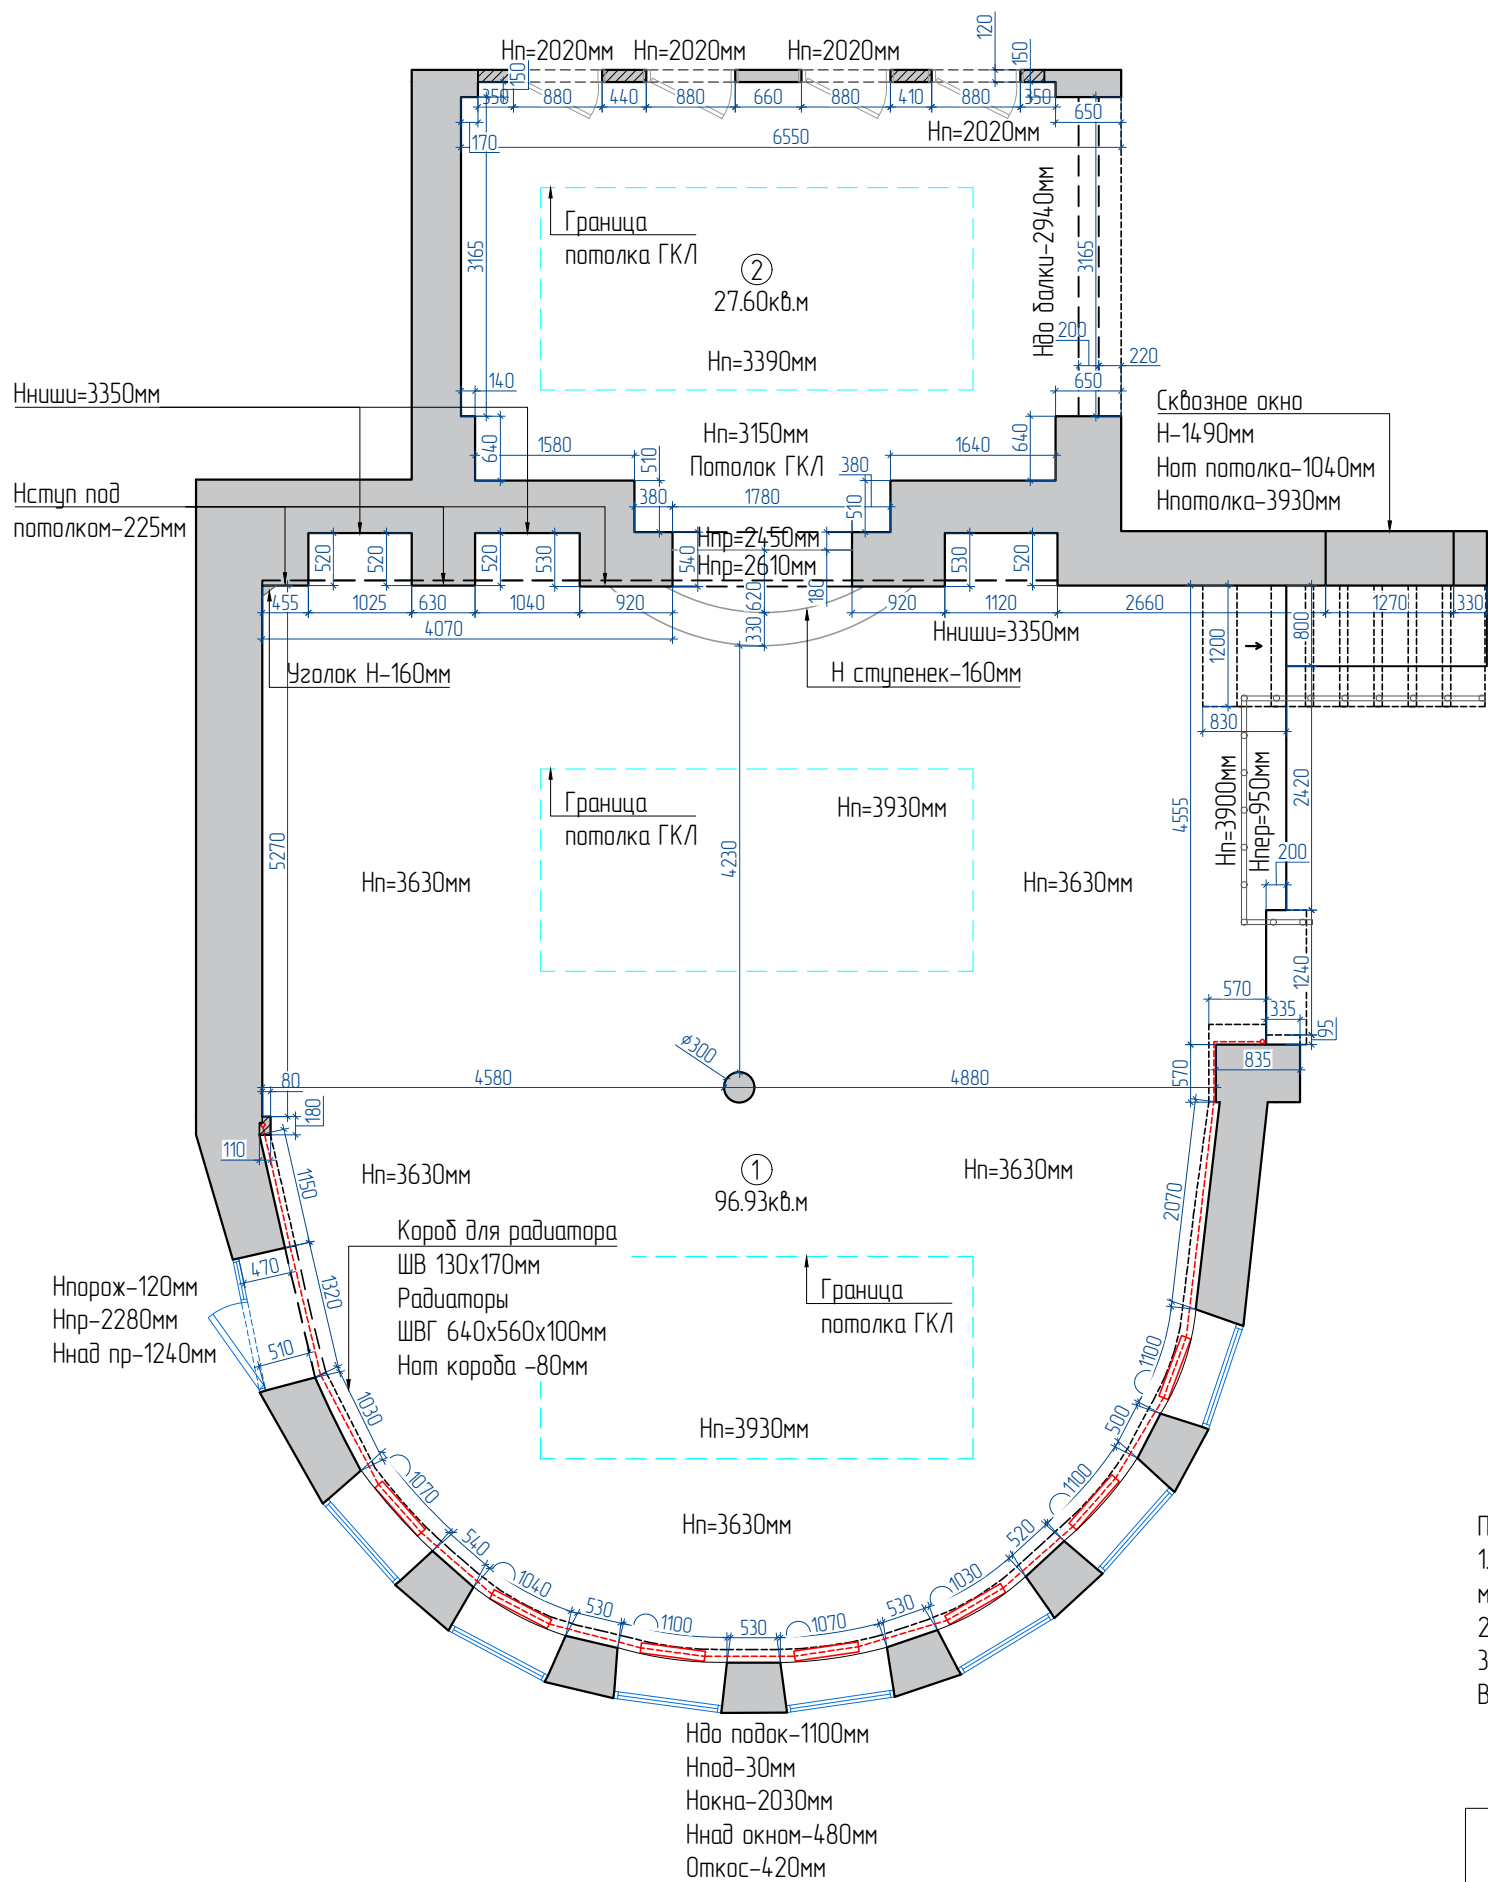 Нп=2020мм
Нп=2020мм
Нп=2020мм
120
150
150
350
880
440
880
660
880
410
880
350
650
Нп=2020мм
170
6550
Граница
потолка ГКЛ
2
27.60кв.м
3165
Ндо балки-2940мм
3165
200
220
Нп=3390мм
140
650
Нниши=3350мм
Сквозное окно
Н-1490мм
Нот потолка-1040мм
Нпотолка-3930мм
Нп=3150мм
Потолок ГКЛ
640
1580
510
380
1640
640
Нступ под
потолком-225мм
380
1780
510
Нпр=2450мм
Нпр=2610мм
520
520
520
530
540
530
520
180
620
330
455
1025
630
1040
920
920
1120
2660
1270
330
4070
Нниши=3350мм
800
1200
Уголок Н-160мм
Н ступенек-160мм
830
Граница
потолка ГКЛ
Нп=3930мм
5270
4230
4555
Нп=3900мм
Нпер=950мм
2420
200
Нп=3630мм
Нп=3630мм
1240
570
335
95
ø300
80
4580
4880
570
835
180
110
Нп=3630мм
1
96.93кв.м
Нп=3630мм
1150
2070
Короб для радиатора
ШВ 130х170мм
Радиаторы
ШВГ 640х560х100мм
Нот короба -80мм
470
1320
510
Нпорож-120мм
Нпр-2280мм
Ннад пр-1240мм
Граница
потолка ГКЛ
Нп=3930мм
1030
1070
540
1040
530
1100
530
1070
530
1030
520
1100
500
1100
Нп=3630мм
П
1.
м
2
3
В
Ндо подок-1100мм
Нпод-30мм
Нокна-2030мм
Ннад окном-480мм
Откос-420мм